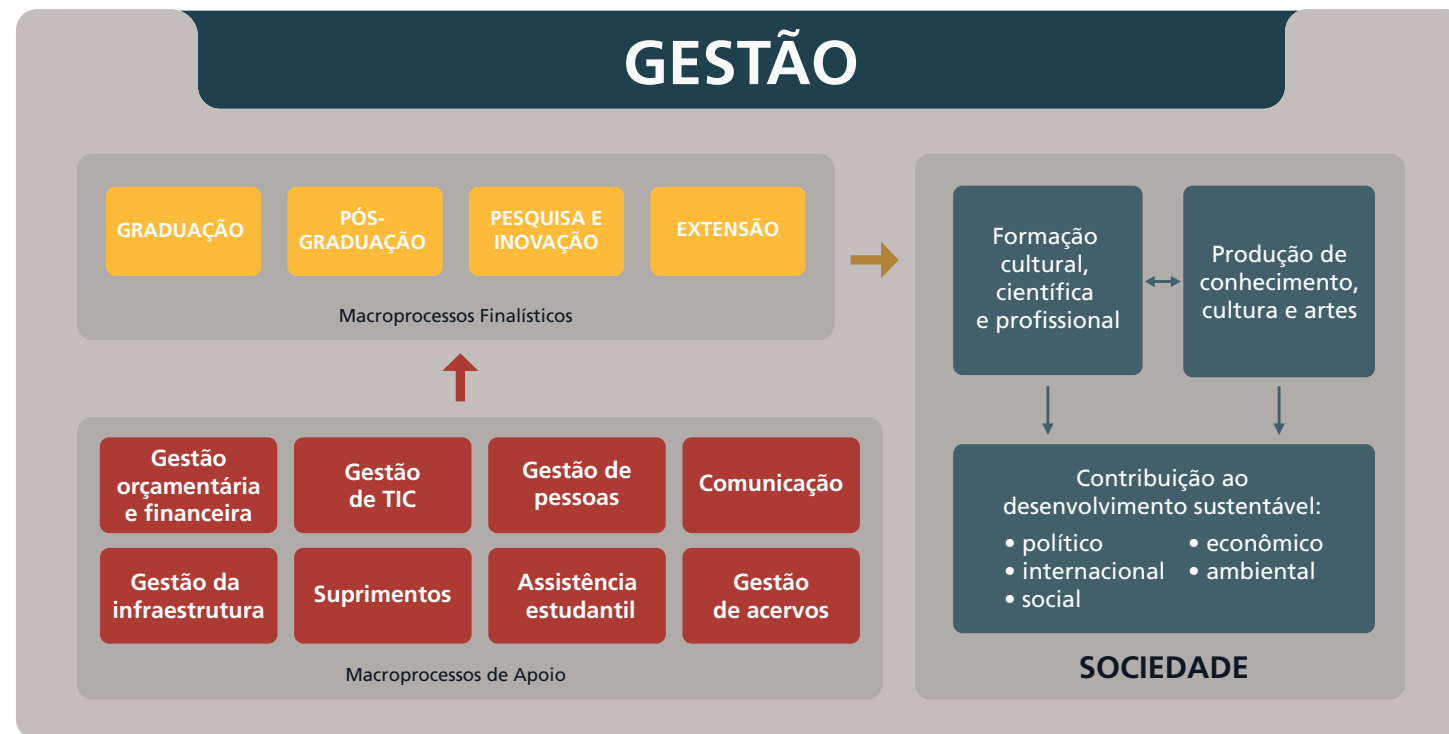 GESTÃO
GRADUAÇÃO
PÓS-
GRADUAÇÃO
PESQUISA E
INOVAÇÃO
EXTENSÃO
Macroprocessos Finalísticos
Gestão
orçamentária
e financeira
Gestão
de TIC
Gestão de
pessoas
Comunicação
Gestão da
infraestrutura
Suprimentos
Assistência
estudantil
Gestão
de acervos
Macroprocessos de Apoio
Formação
cultural,
científica
e profissional
Produção de
conhecimento,
cultura e artes
Contribuição ao
desenvolvimento sustentável:
• político
• internacional
• social
• econômico
• ambiental
SOCIEDADE